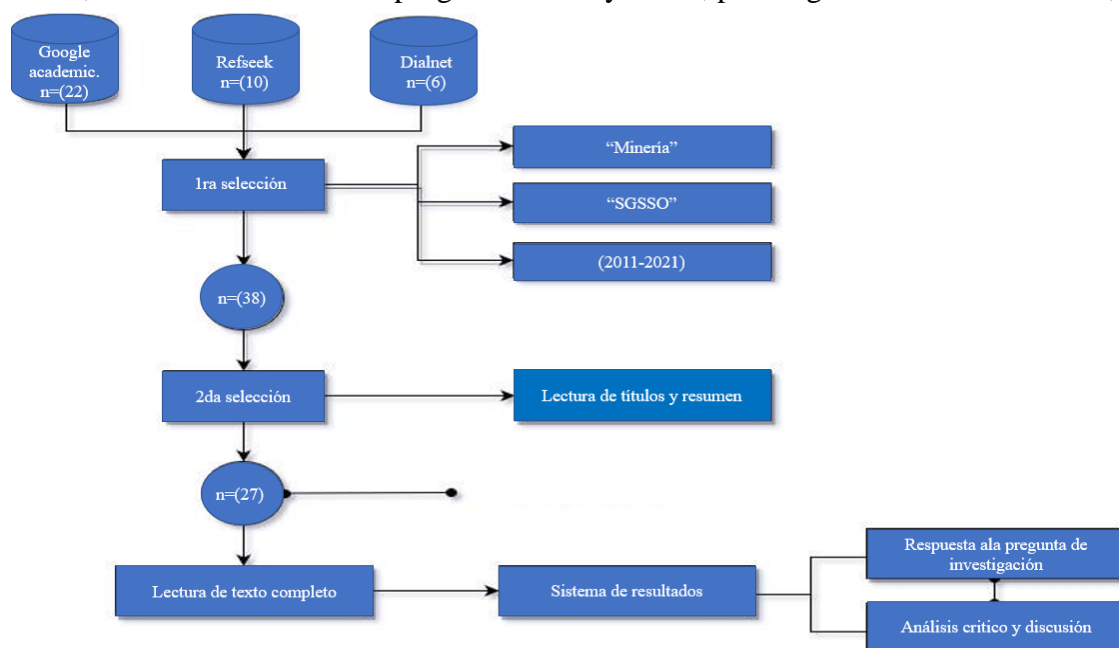 Google
academic.
n=(22)
Refseek
n=(10)
Dialnet
n=(6)
1ra selección
“Minería”
“SGSSO”
(2011-2021)
n=(38)
2da selección
Lectura de títulos y resumen
n=(27)
Lectura de texto completo
Sistema de resultados
Respuesta ala pregunta de
investigación
Análisis critico y discusión